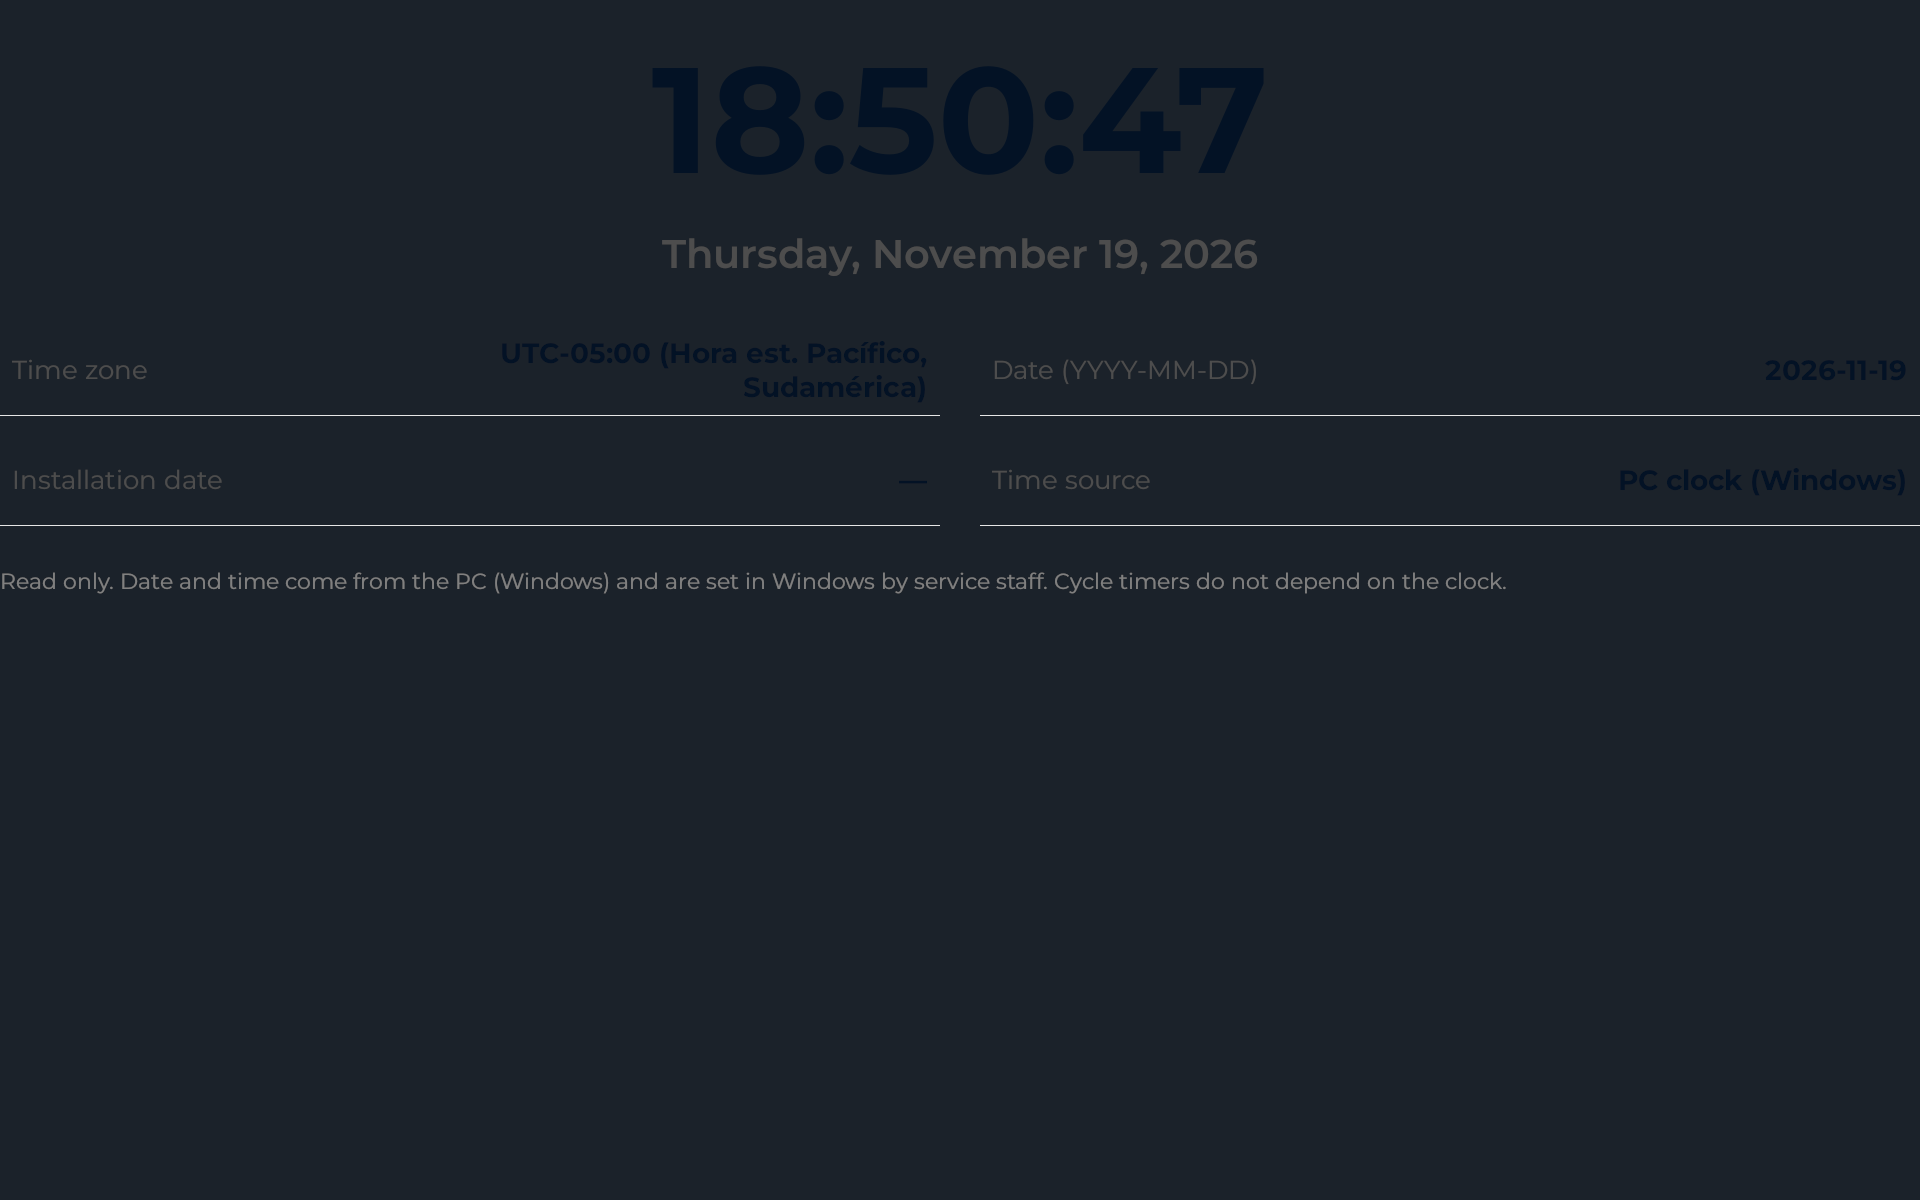 18:50:47
Thursday, November 19, 2026
Time zone
UTC-05:00 (Hora est. Pacífico,
Sudamérica)
Date (YYYY-MM-DD)
2026-11-19
Installation date
—
Time source
PC clock (Windows)
Read only. Date and time come from the PC (Windows) and are set in Windows by service staff. Cycle timers do not depend on the clock.